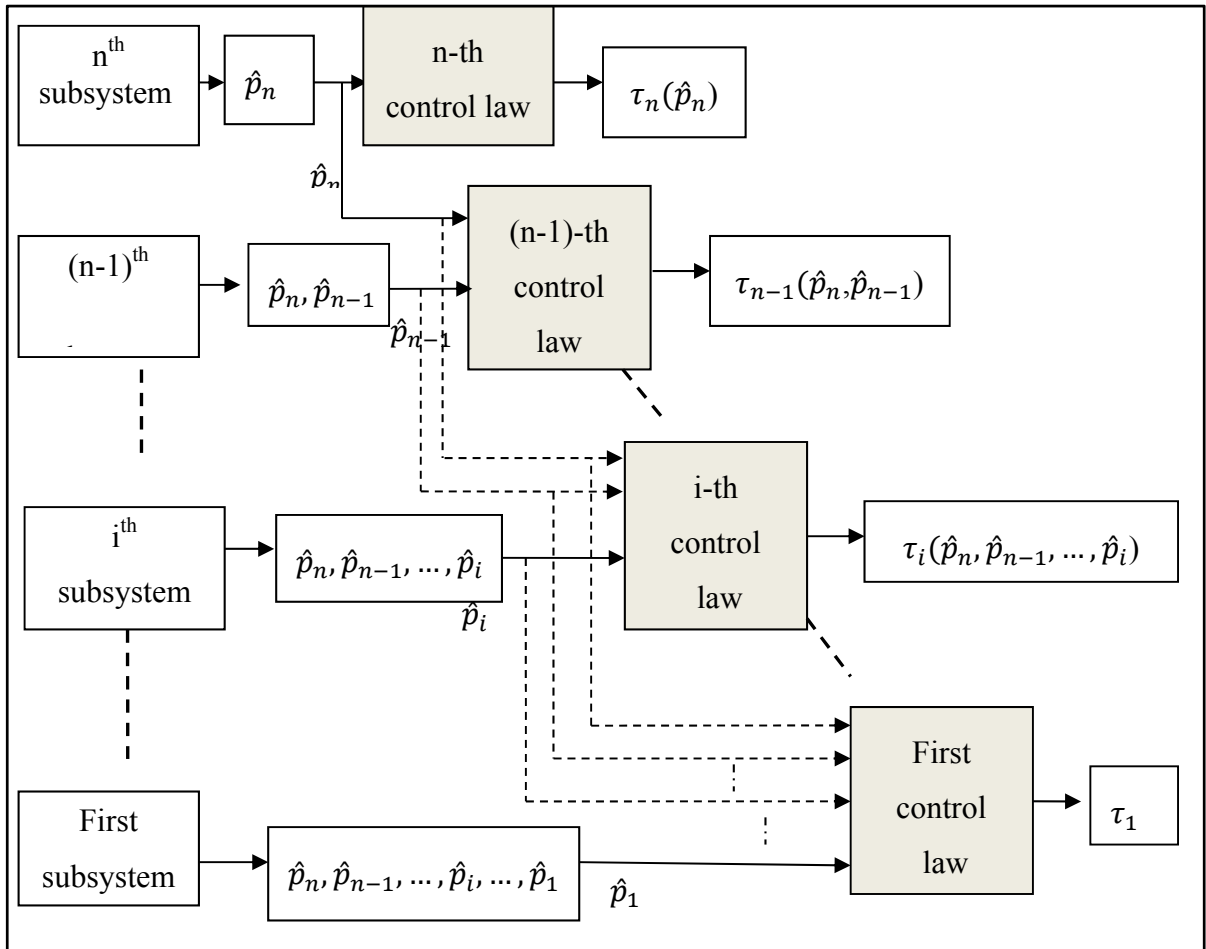 n^th
subsystem
p̂_n
n-th
control law
τ_n(p̂_n)
p̂_n
(n-1)^th
p̂_n, p̂_{n−1}
p̂_{n−1}
(n-1)-th
control
law
τ_{n−1}(p̂_n,p̂_{n−1})
i^th
subsystem
p̂_n, p̂_{n−1}, …, p̂_i
p̂_i
i-th
control
law
τ_i(p̂_n, p̂_{n−1}, …, p̂_i)
First
subsystem
p̂_n, p̂_{n−1}, …, p̂_i, …, p̂_1
p̂_1
First
control
law
τ_1